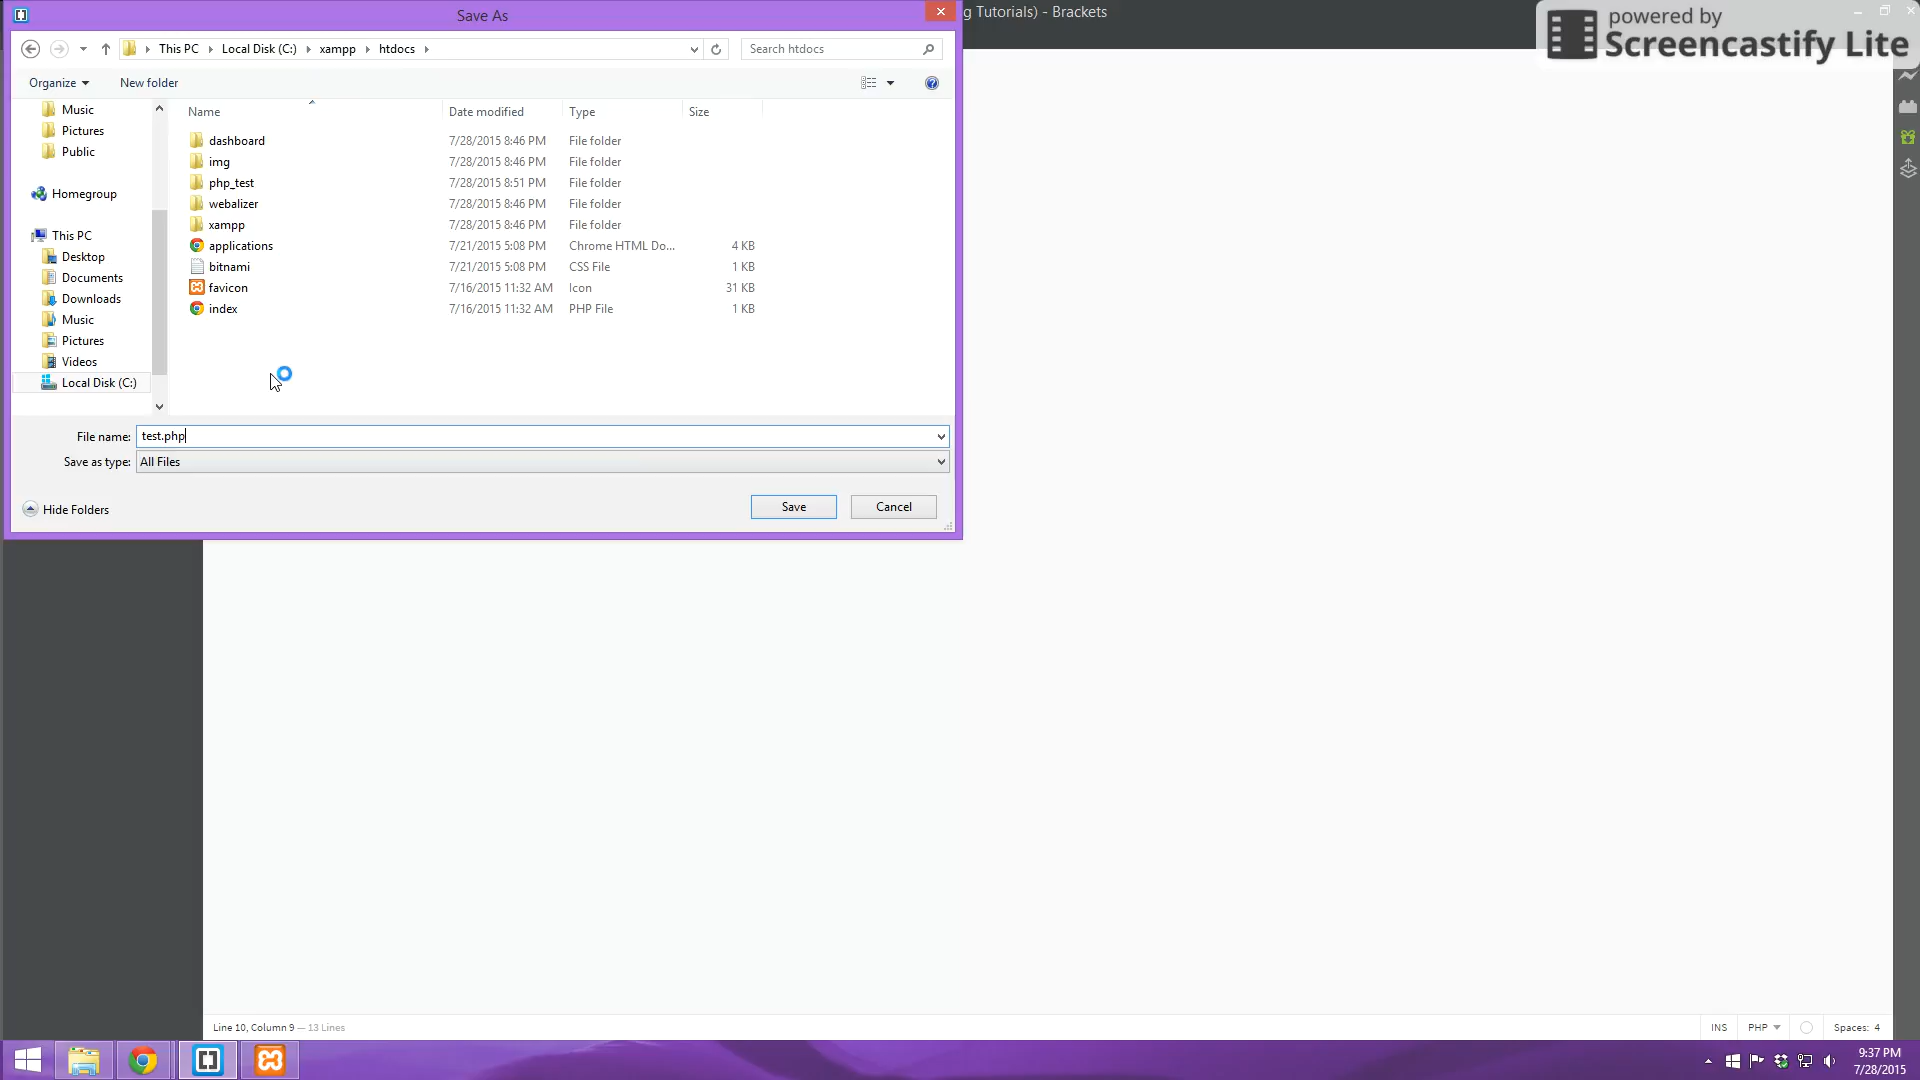 Save As
g Tutorials) - Brackets
powered by
Screencastify Lite
This PC
Local Disk (C:)
xampp
htdocs
Search htdocs
Organize
New folder
Name
Date modified
Type
Size
Music
Pictures
Public
Homegroup
This PC
Desktop
Documents
Downloads
Music
Pictures
Videos
Local Disk (C:)
dashboard 7/28/2015 8:46 PM File folder
img 7/28/2015 8:46 PM File folder
php_test 7/28/2015 8:51 PM File folder
webalizer 7/28/2015 8:46 PM File folder
xampp 7/28/2015 8:46 PM File folder
applications 7/21/2015 5:08 PM Chrome HTML Do... 4 KB
bitnami 7/21/2015 5:08 PM CSS File 1 KB
favicon 7/16/2015 11:32 AM Icon 31 KB
index 7/16/2015 11:32 AM PHP File 1 KB
File name: test.php
Save as type: All Files
Hide Folders
Save
Cancel
Line 10, Column 9 — 13 Lines
INS
PHP
Spaces: 4
9:37 PM
7/28/2015